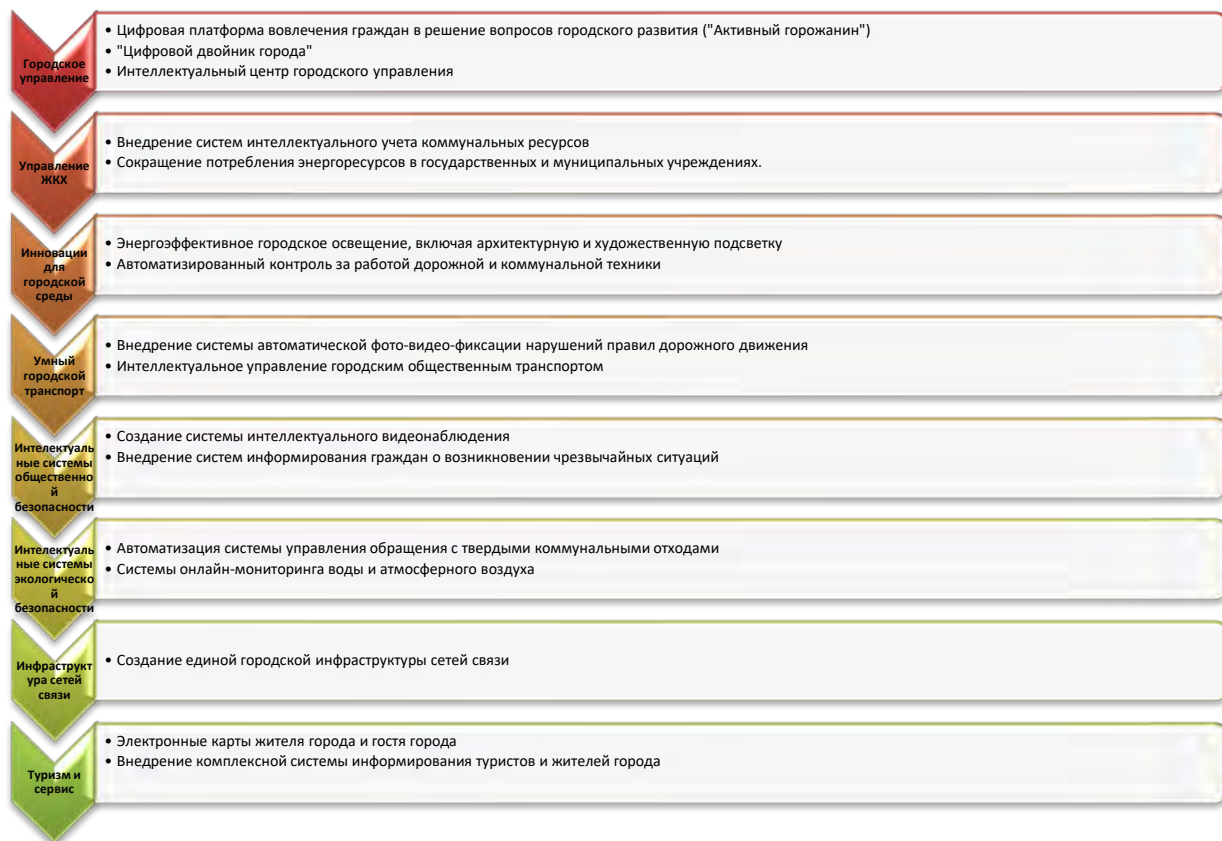 Городское
управление
• Цифровая платформа вовлечения граждан в решение вопросов городского развития ("Активный горожанин")
• "Цифровой двойник города"
• Интеллектуальный центр городского управления
Управление
ЖКХ
• Внедрение систем интеллектуального учета коммунальных ресурсов
• Сокращение потребления энергоресурсов в государственных и муниципальных учреждениях.
Инновации
для
городской
среды
• Энергоэффективное городское освещение, включая архитектурную и художественную подсветку
• Автоматизированный контроль за работой дорожной и коммунальной техники
Умный
городской
транспорт
• Внедрение системы автоматической фото-видео-фиксации нарушений правил дорожного движения
• Интеллектуальное управление городским общественным транспортом
Интелектуаль
ные системы
общественно
й
безопасности
• Создание системы интеллектуального видеонаблюдения
• Внедрение систем информирования граждан о возникновении чрезвычайных ситуаций
Интелектуаль
ные системы
экологическо
й
безопасности
• Автоматизация системы управления обращения с твердыми коммунальными отходами
• Системы онлайн-мониторинга воды и атмосферного воздуха
Инфраструкт
ура сетей
связи
• Создание единой городской инфраструктуры сетей связи
Туризм и
сервис
• Электронные карты жителя города и гостя города
• Внедрение комплексной системы информирования туристов и жителей города